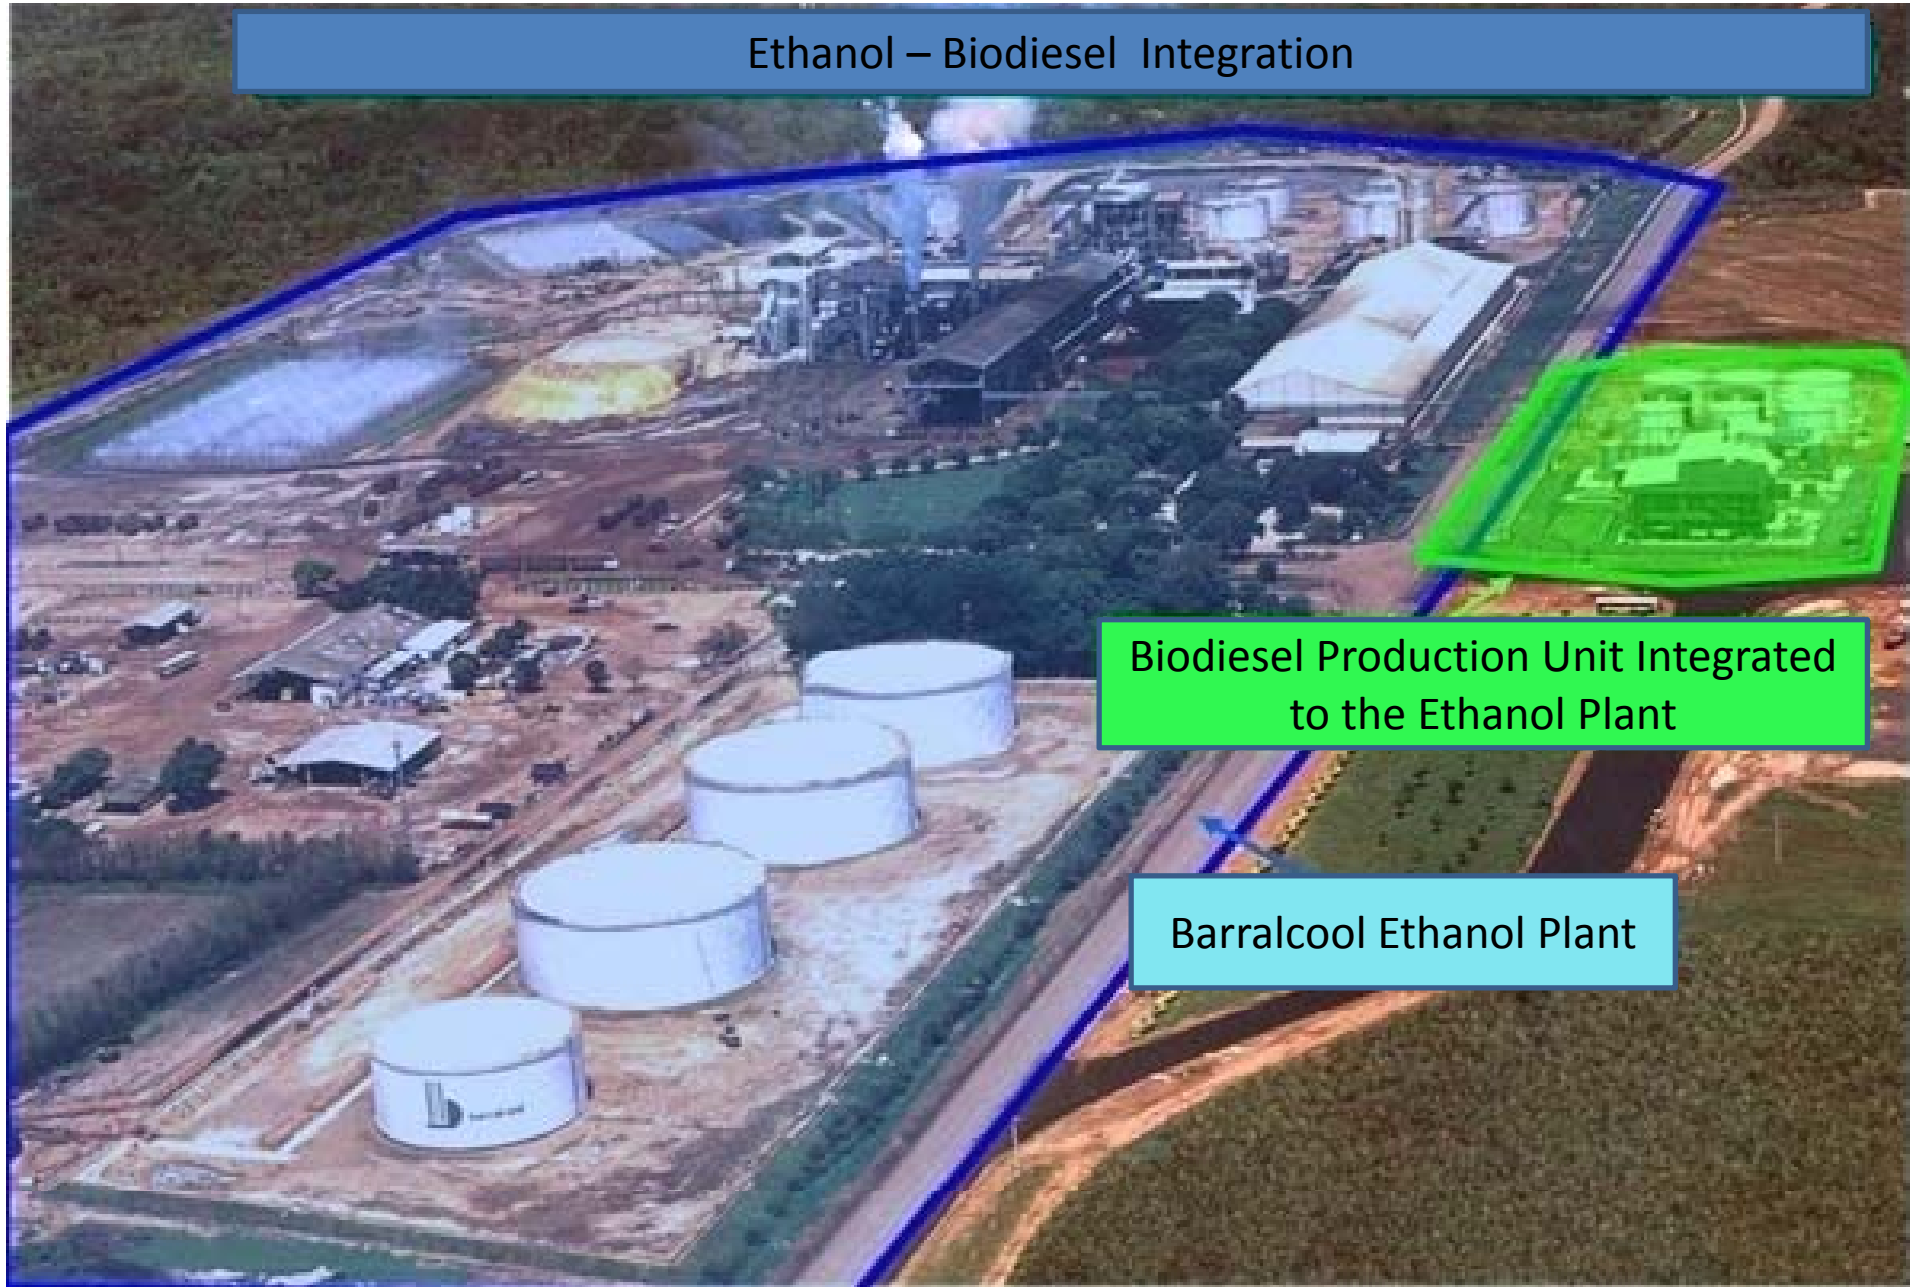 Ethanol – Biodiesel Integration
Biodiesel Production Unit Integrated
to the Ethanol Plant
Barralcool Ethanol Plant